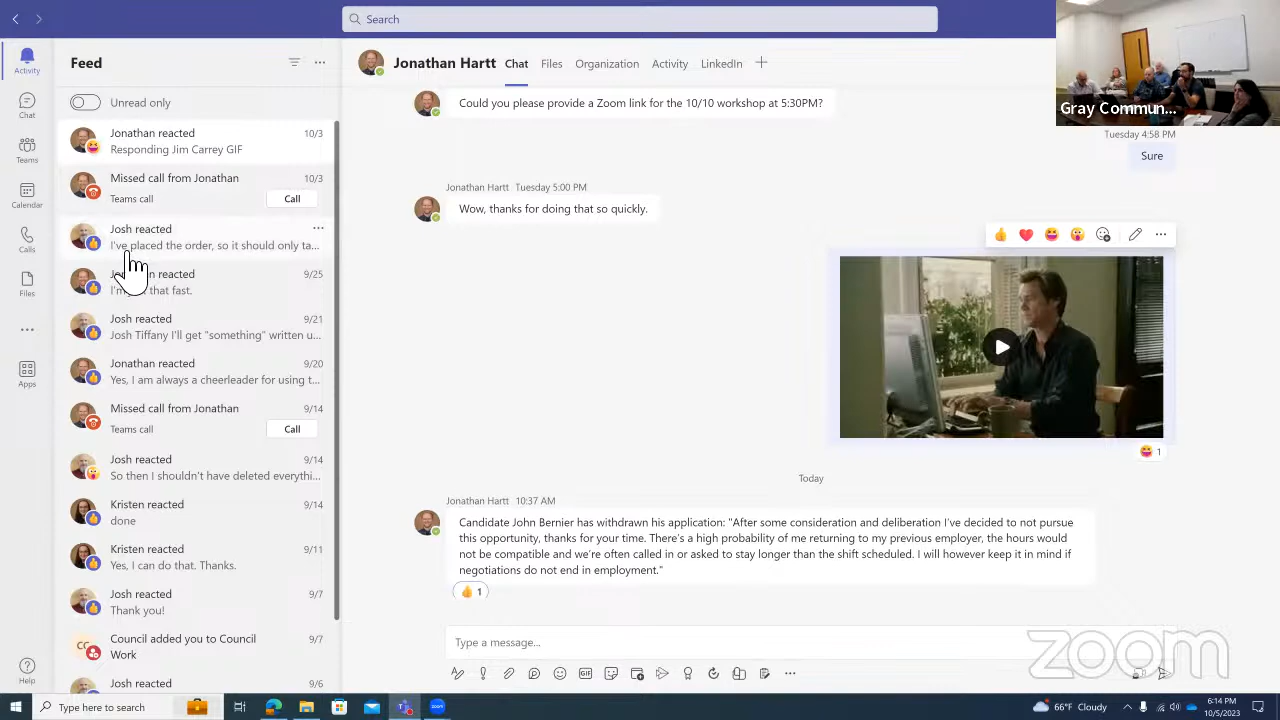 Search
Gray Commun...
Activity
Chat
Teams
Calendar
Calls
Files
Apps
Help
Feed
Unread only
Jonathan reacted 10/3
Responding Jim Carrey GIF
Missed call from Jonathan 10/3
Teams call Call
Josh reacted
I've placed the order, so it should only ta...
an reacted 9/25
I'm that fast.
Josh reacted 9/21
Josh Tiffany I'll get "something" written u...
Jonathan reacted 9/20
Yes, I am always a cheerleader for using t...
Missed call from Jonathan 9/14
Teams call Call
Josh reacted 9/14
So then I shouldn't have deleted everythi...
Kristen reacted 9/14
done
Kristen reacted 9/11
Yes, I can do that. Thanks.
Josh reacted 9/7
Thank you!
CC
Council added you to Council 9/7
Work
Josh reacted 9/6
Jonathan Hartt Chat Files Organization Activity LinkedIn
Could you please provide a Zoom link for the 10/10 workshop at 5:30PM?
Tuesday 4:58 PM
Sure
Jonathan Hartt Tuesday 5:00 PM
Wow, thanks for doing that so quickly.
1
Today
Jonathan Hartt 10:37 AM
Candidate John Bernier has withdrawn his application: "After some consideration and deliberation I've decided to not pursue
this opportunity, thanks for your time. There's a high probability of me returning to my previous employer, the hours would
not be compatible and we're often called in or asked to stay longer than the shift scheduled. I will however keep it in mind if
negotiations do not end in employment."
1
Type a message...
GIF
zoom
Type here to search
zoom
66°F Cloudy
6:14 PM
10/5/2023